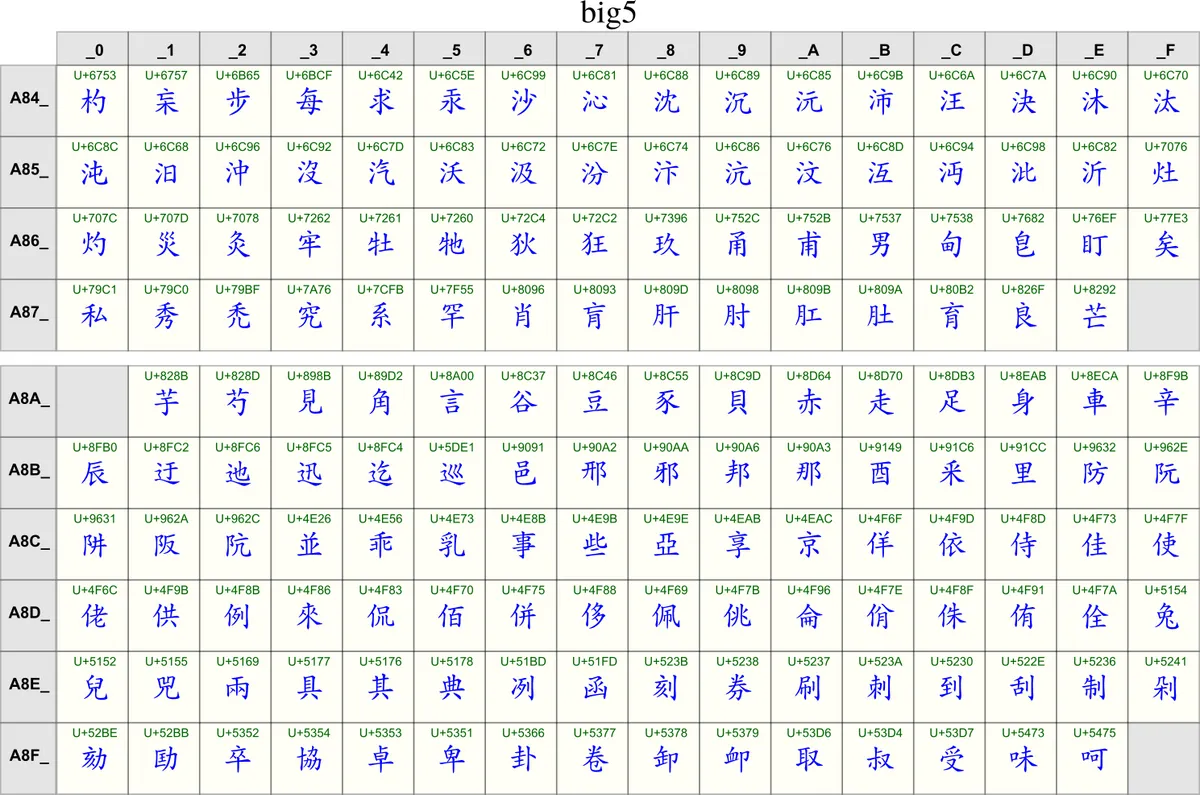 big5
_0 _1 _2 _3 _4 _5 _6 _7 _8 _9 _A _B _C _D _E _F
U+6753 U+6757 U+6B65 U+6BCF U+6C42 U+6C5E U+6C99 U+6C81 U+6C88 U+6C89 U+6C85 U+6C9B U+6C6A U+6C7A U+6C90 U+6C70
A84_ 杓 杗 步 每 求 汞 沙 沁 沈 沉 沅 沛 汪 決 沐 汰
U+6C8C U+6C68 U+6C96 U+6C92 U+6C7D U+6C83 U+6C72 U+6C7E U+6C74 U+6C86 U+6C76 U+6C8D U+6C94 U+6C98 U+6C82 U+7076
A85_ 沌 汨 沖 沒 汽 沃 汲 汾 汴 沆 汶 沍 沔 沘 沂 灶
U+707C U+707D U+7078 U+7262 U+7261 U+7260 U+72C4 U+72C2 U+7396 U+752C U+752B U+7537 U+7538 U+7682 U+76EF U+77E3
A86_ 灼 災 灸 牢 牡 牠 狄 狂 玖 甬 甫 男 甸 皂 盯 矣
U+79C1 U+79C0 U+79BF U+7A76 U+7CFB U+7F55 U+8096 U+8093 U+809D U+8098 U+809B U+809A U+80B2 U+826F U+8292
A87_ 私 秀 禿 究 系 罕 肖 肓 肝 肘 肛 肚 育 良 芒
U+828B U+828D U+898B U+89D2 U+8A00 U+8C37 U+8C46 U+8C55 U+8C9D U+8D64 U+8D70 U+8DB3 U+8EAB U+8ECA U+8F9B
A8A_ 芋 芍 見 角 言 谷 豆 豕 貝 赤 走 足 身 車 辛
U+8FB0 U+8FC2 U+8FC6 U+8FC5 U+8FC4 U+5DE1 U+9091 U+90A2 U+90AA U+90A6 U+90A3 U+9149 U+91C6 U+91CC U+9632 U+962E
A8B_ 辰 迂 迆 迅 迄 巡 邑 邢 邪 邦 那 酉 釆 里 防 阮
U+9631 U+962A U+962C U+4E26 U+4E56 U+4E73 U+4E8B U+4E9B U+4E9E U+4EAB U+4EAC U+4F6F U+4F9D U+4F8D U+4F73 U+4F7F
A8C_ 阱 阪 阬 並 乖 乳 事 些 亞 享 京 佯 依 侍 佳 使
U+4F6C U+4F9B U+4F8B U+4F86 U+4F83 U+4F70 U+4F75 U+4F88 U+4F69 U+4F7B U+4F96 U+4F7E U+4F8F U+4F91 U+4F7A U+5154
A8D_ 佬 供 例 來 侃 佰 併 侈 佩 佻 侖 佾 侏 侑 佺 兔
U+5152 U+5155 U+5169 U+5177 U+5176 U+5178 U+51BD U+51FD U+523B U+5238 U+5237 U+523A U+5230 U+522E U+5236 U+5241
A8E_ 兒 兕 兩 具 其 典 冽 函 刻 券 刷 刺 到 刮 制 剁
U+52BE U+52BB U+5352 U+5354 U+5353 U+5351 U+5366 U+5377 U+5378 U+5379 U+53D6 U+53D4 U+53D7 U+5473 U+5475
A8F_ 劾 劻 卒 協 卓 卑 卦 卷 卸 卹 取 叔 受 味 呵